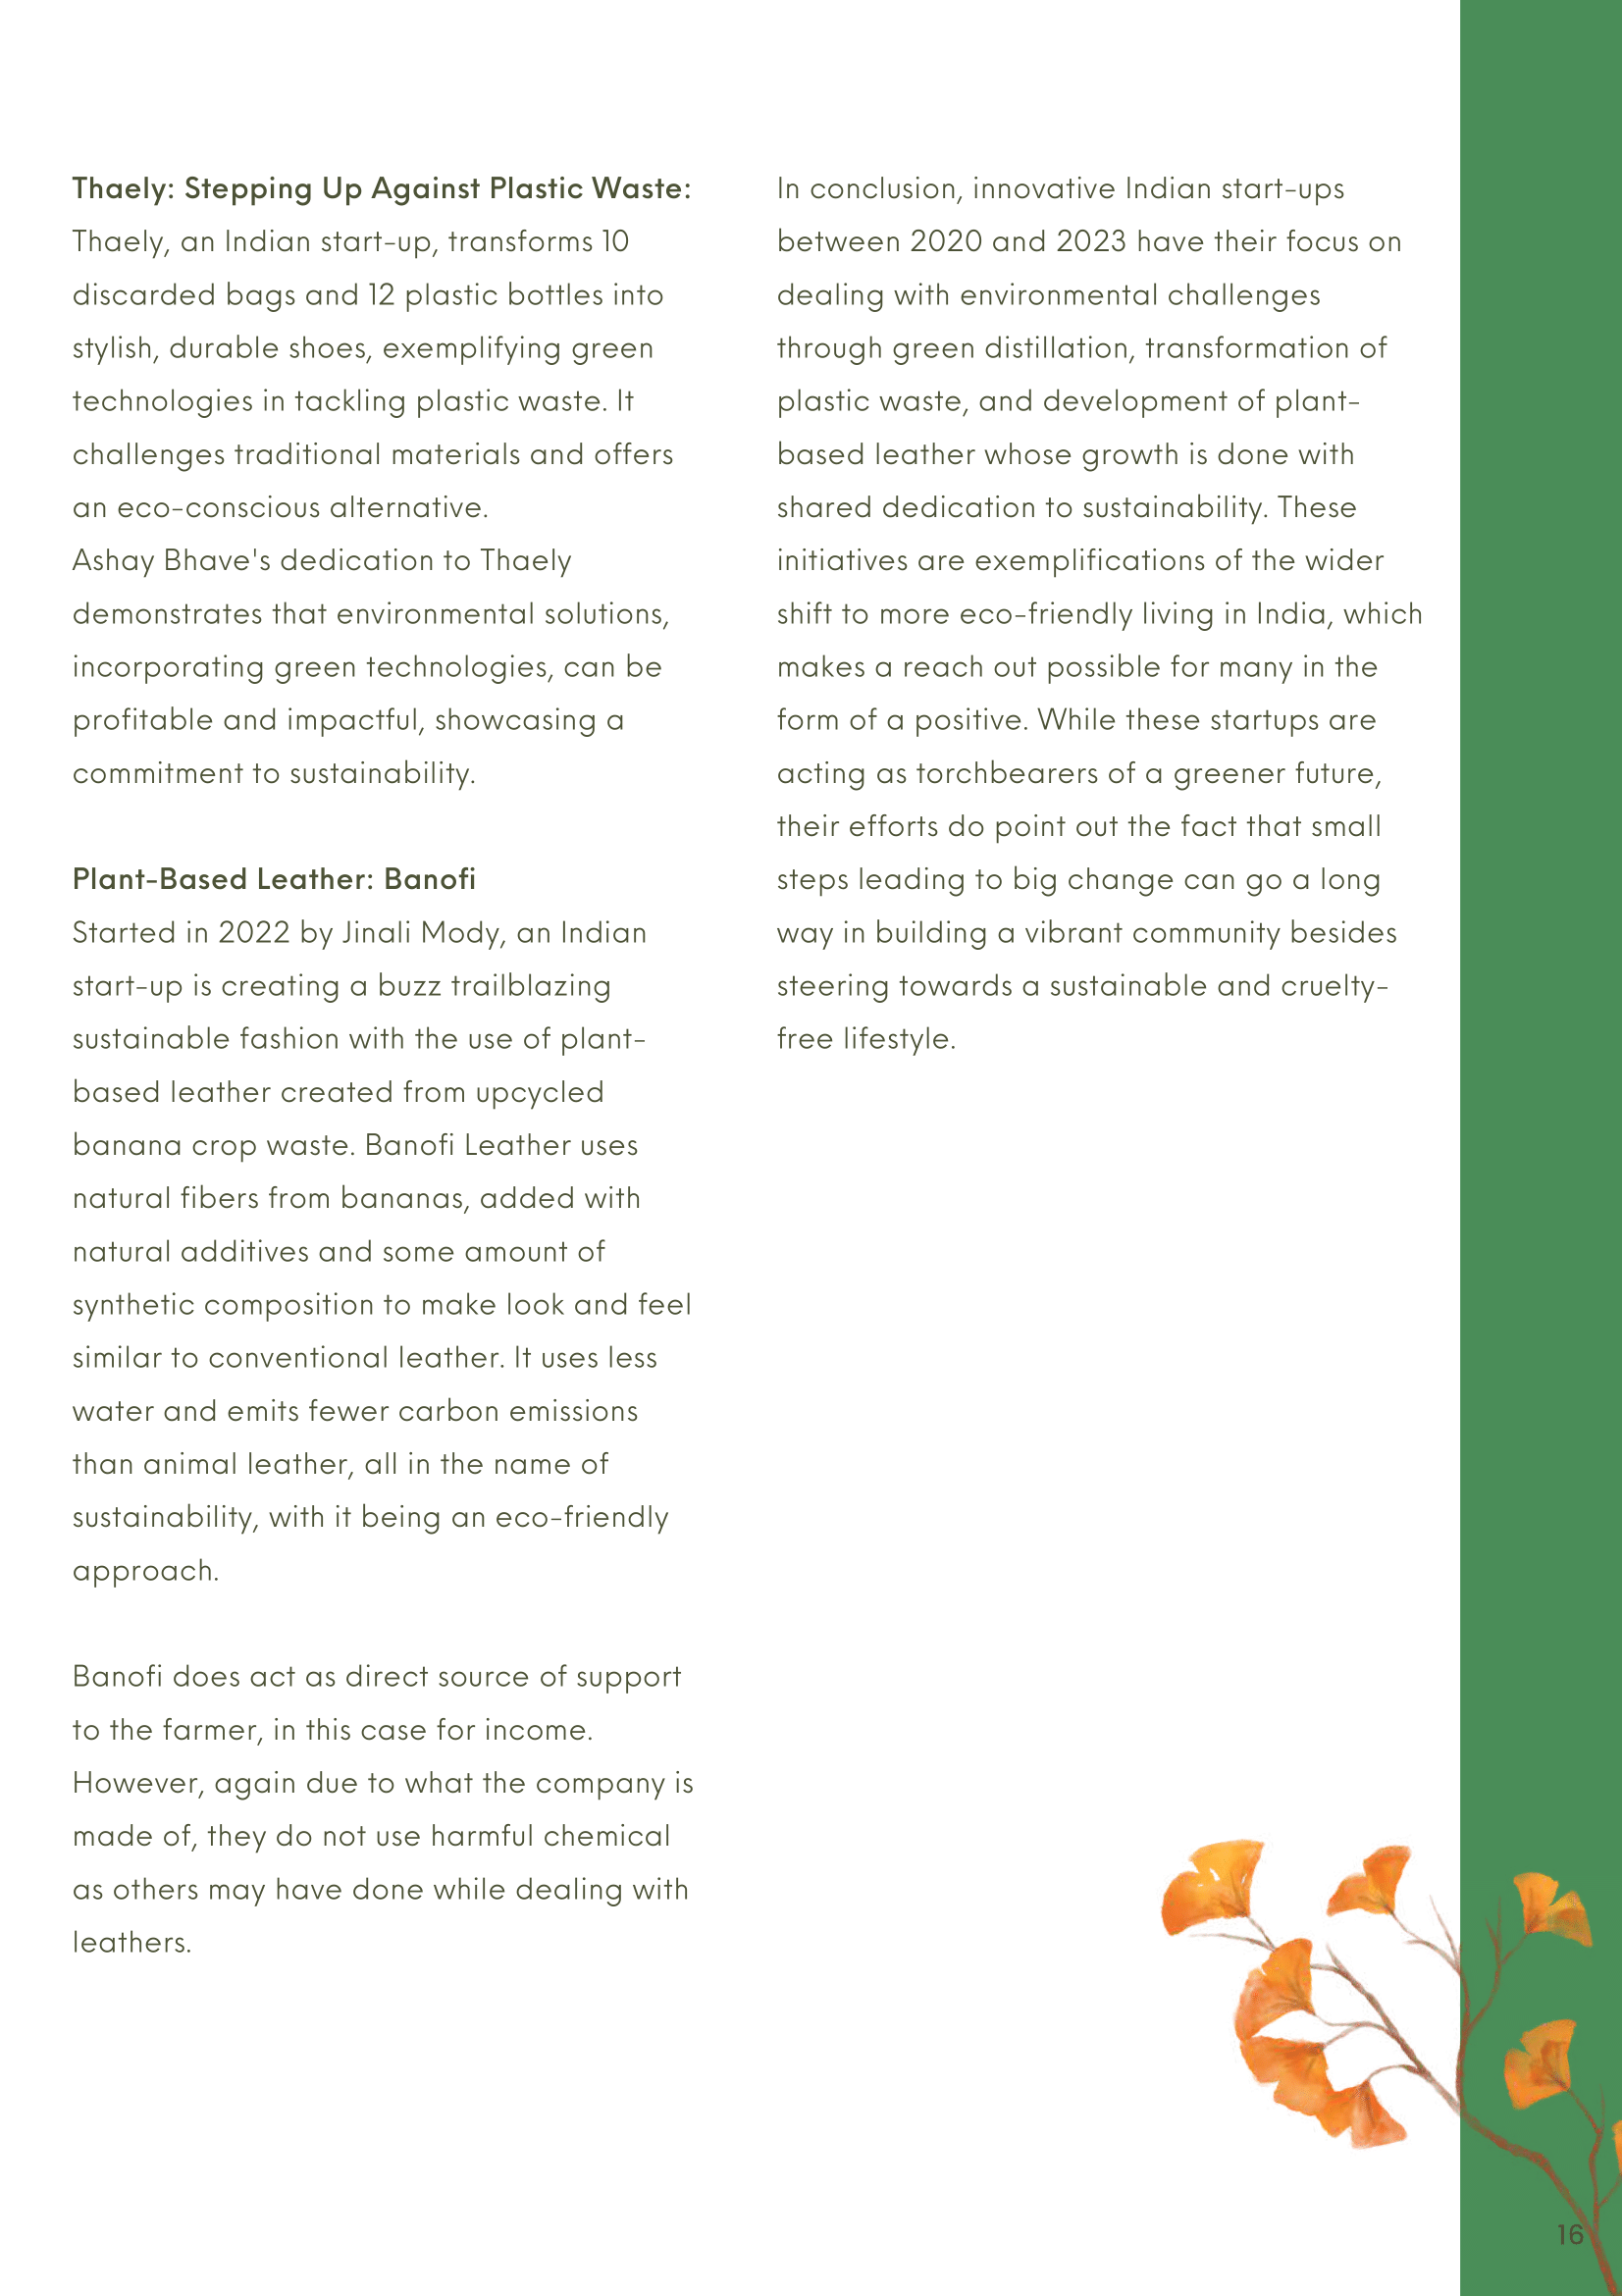 Thaely: Stepping Up Against Plastic Waste:
Thaely, an Indian start-up, transforms 10
discarded bags and 12 plastic bottles into
stylish, durable shoes, exemplifying green
technologies in tackling plastic waste. It
challenges traditional materials and offers
an eco-conscious alternative.
Ashay Bhave's dedication to Thaely
demonstrates that environmental solutions,
incorporating green technologies, can be
profitable and impactful, showcasing a
commitment to sustainability.
Plant-Based Leather: Banofi
Started in 2022 by Jinali Mody, an Indian
start-up is creating a buzz trailblazing
sustainable fashion with the use of plant-
based leather created from upcycled
banana crop waste. Banofi Leather uses
natural fibers from bananas, added with
natural additives and some amount of
synthetic composition to make look and feel
similar to conventional leather. It uses less
water and emits fewer carbon emissions
than animal leather, all in the name of
sustainability, with it being an eco-friendly
approach.
Banofi does act as direct source of support
to the farmer, in this case for income.
However, again due to what the company is
made of, they do not use harmful chemical
as others may have done while dealing with
leathers.
In conclusion, innovative Indian start-ups
between 2020 and 2023 have their focus on
dealing with environmental challenges
through green distillation, transformation of
plastic waste, and development of plant-
based leather whose growth is done with
shared dedication to sustainability. These
initiatives are exemplifications of the wider
shift to more eco-friendly living in India, which
makes a reach out possible for many in the
form of a positive. While these startups are
acting as torchbearers of a greener future,
their efforts do point out the fact that small
steps leading to big change can go a long
way in building a vibrant community besides
steering towards a sustainable and cruelty-
free lifestyle.
16